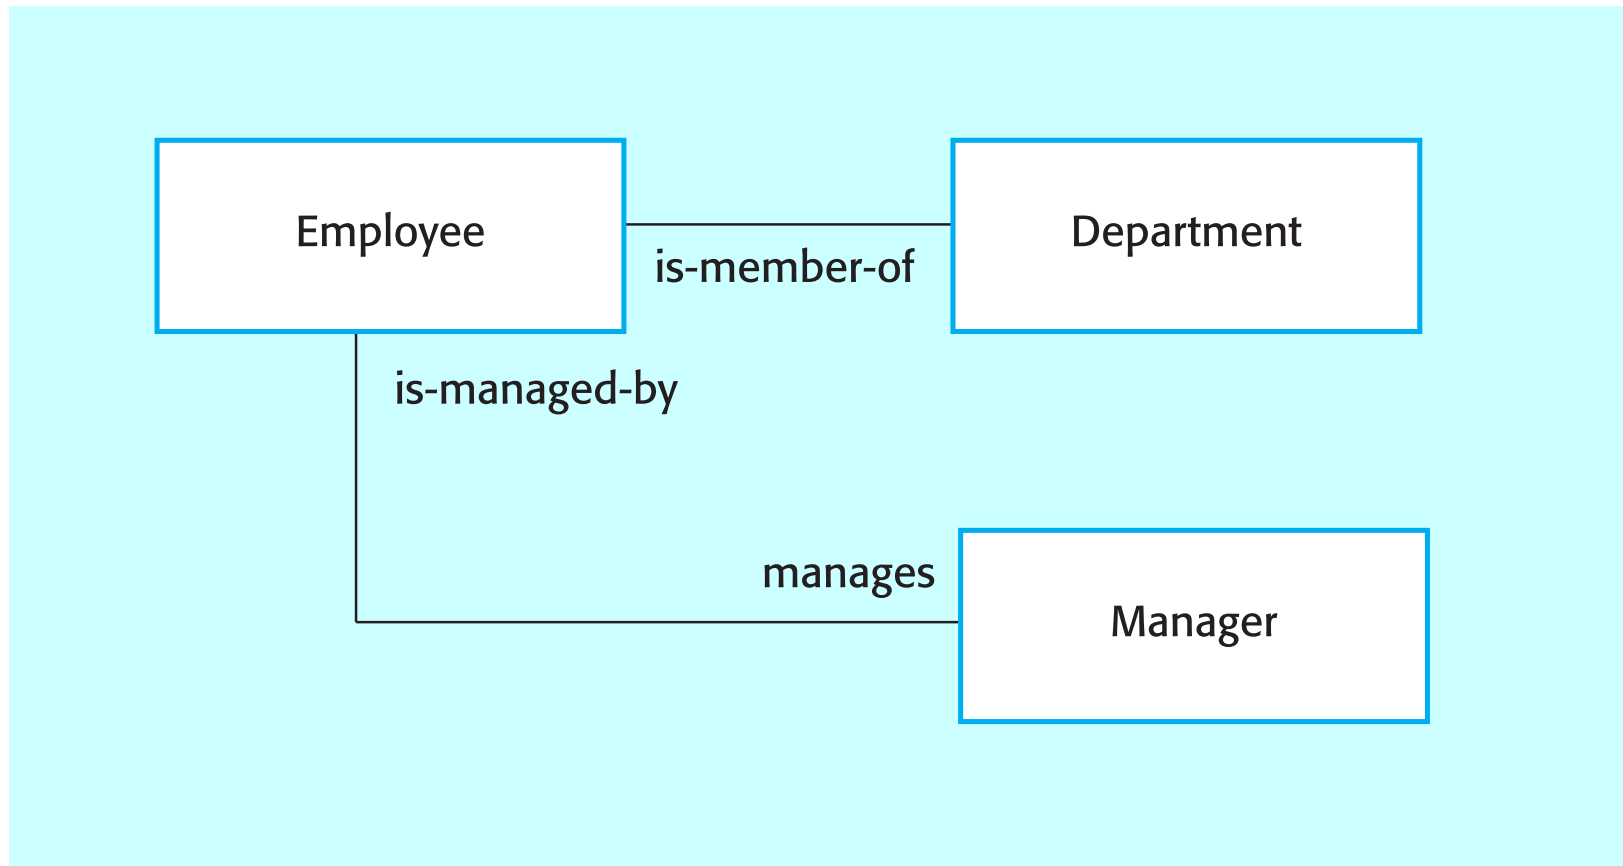 Employee
Department
is-member-of
is-managed-by
manages
Manager